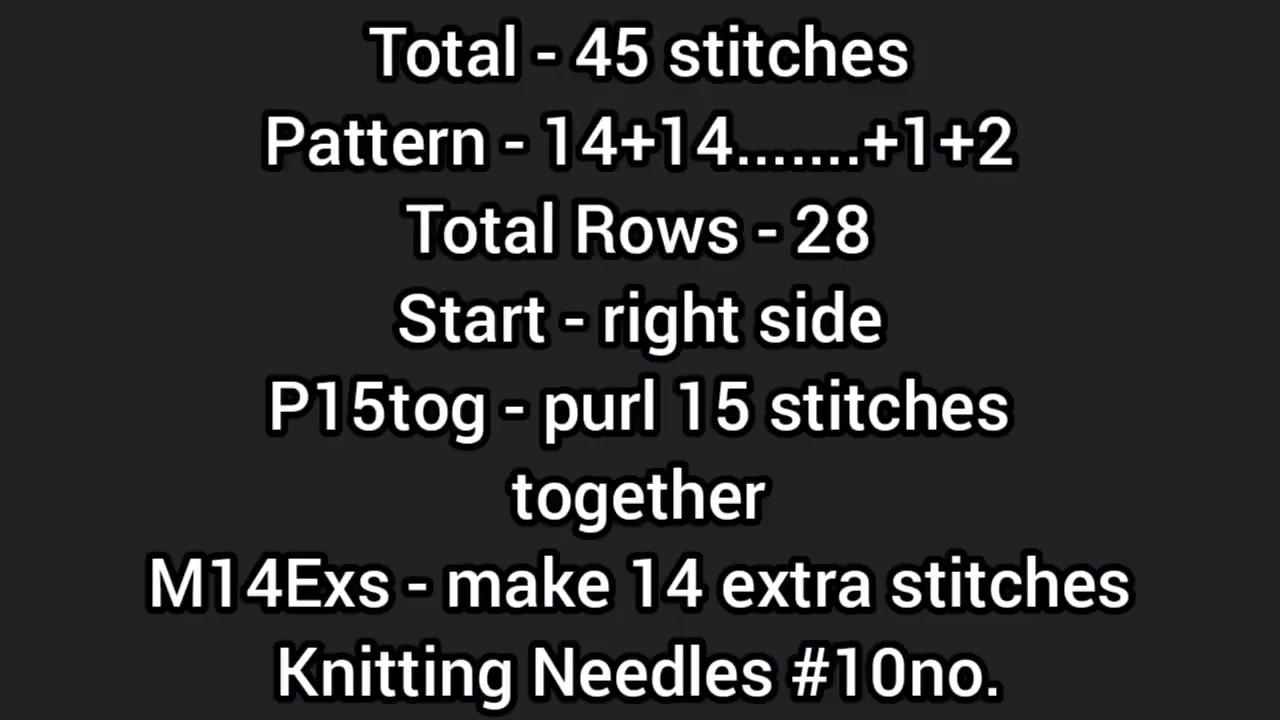 Total - 45 stitches
Pattern - 14+14.......+1+2
Total Rows - 28
Start - right side
P15tog - purl 15 stitches
together
M14Exs - make 14 extra stitches
Knitting Needles #10no.